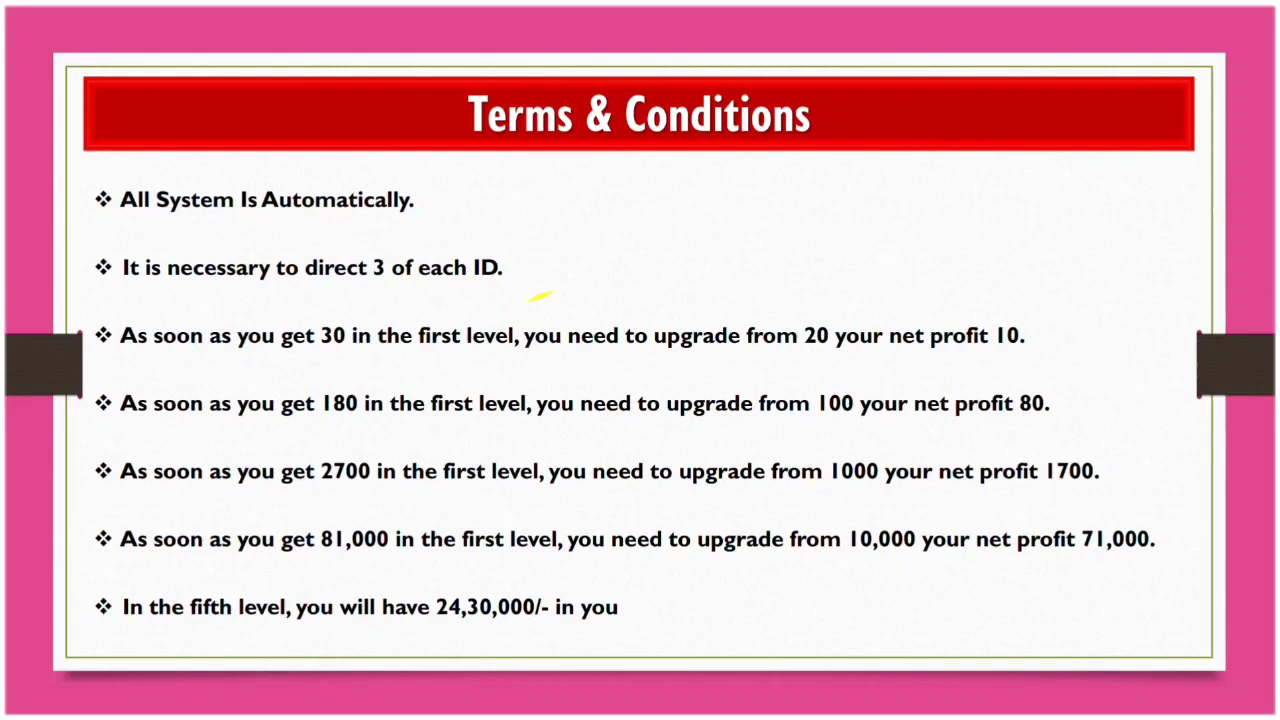 Terms & Conditions
❖ All System Is Automatically.
❖ It is necessary to direct 3 of each ID.
❖ As soon as you get 30 in the first level, you need to upgrade from 20 your net profit 10.
❖ As soon as you get 180 in the first level, you need to upgrade from 100 your net profit 80.
❖ As soon as you get 2700 in the first level, you need to upgrade from 1000 your net profit 1700.
❖ As soon as you get 81,000 in the first level, you need to upgrade from 10,000 your net profit 71,000.
❖ In the fifth level, you will have 24,30,000/- in you